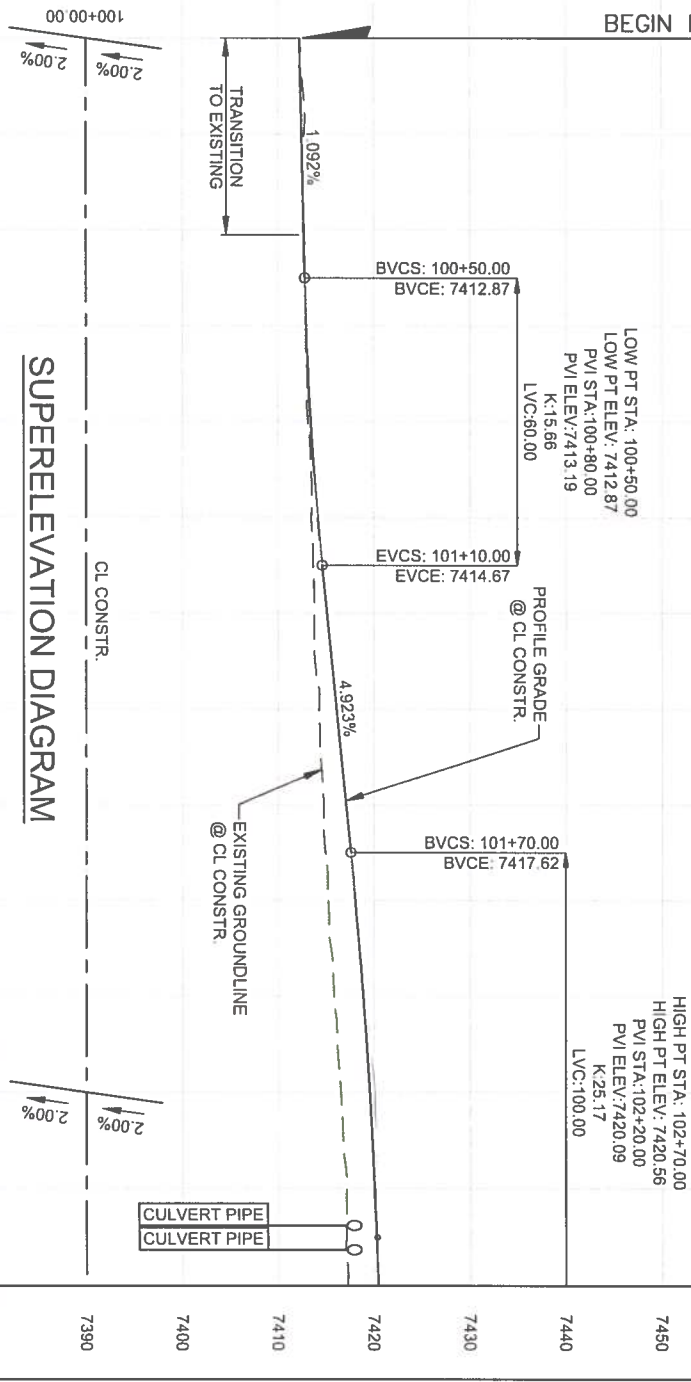 BEGIN
100+00.00
2.00%
2.00%
TRANSITION
TO EXISTING
1.092%
BVCS: 100+50.00
BVCE: 7412.87
LOW PT STA: 100+50.00
LOW PT ELEV: 7412.87
PVI STA:100+80.00
PVI ELEV:7413.19
K:15.66
LVC:60.00
EVCS: 101+10.00
EVCE: 7414.67
PROFILE GRADE
@ CL CONSTR.
4.923%
EXISTING GROUNDLINE
@ CL CONSTR.
BVCS: 101+70.00
BVCE: 7417.62
HIGH PT STA: 102+70.00
HIGH PT ELEV: 7420.56
PVI STA:102+20.00
PVI ELEV:7420.09
K:25.17
LVC:100.00
CL CONSTR.
SUPERELEVATION DIAGRAM
2.00%
2.00%
CULVERT PIPE
CULVERT PIPE
7390
7400
7410
7420
7430
7440
7450